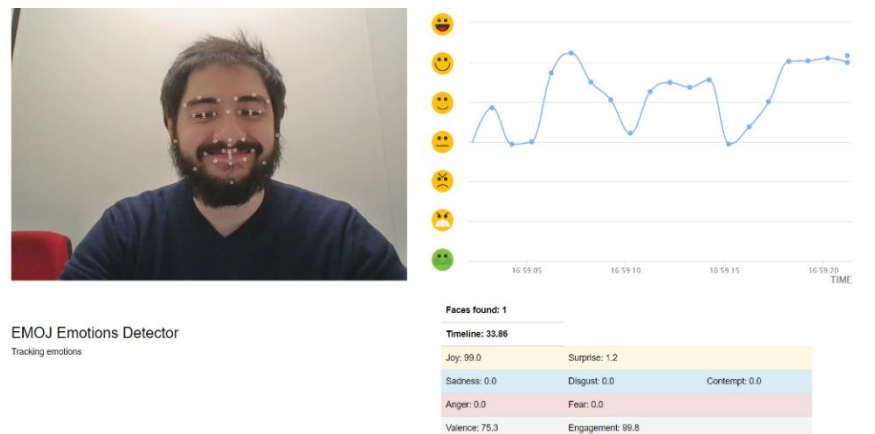 16:59:05 16:59:10 16:59:15 16:59:20
TIME
EMOJ Emotions Detector
Tracking emotions
Faces found: 1
Timeline: 33.86
Joy: 99.0 Surprise: 1.2
Sadness: 0.0 Disgust: 0.0 Contempt: 0.0
Anger: 0.0 Fear: 0.0
Valence: 75.3 Engagement: 99.8